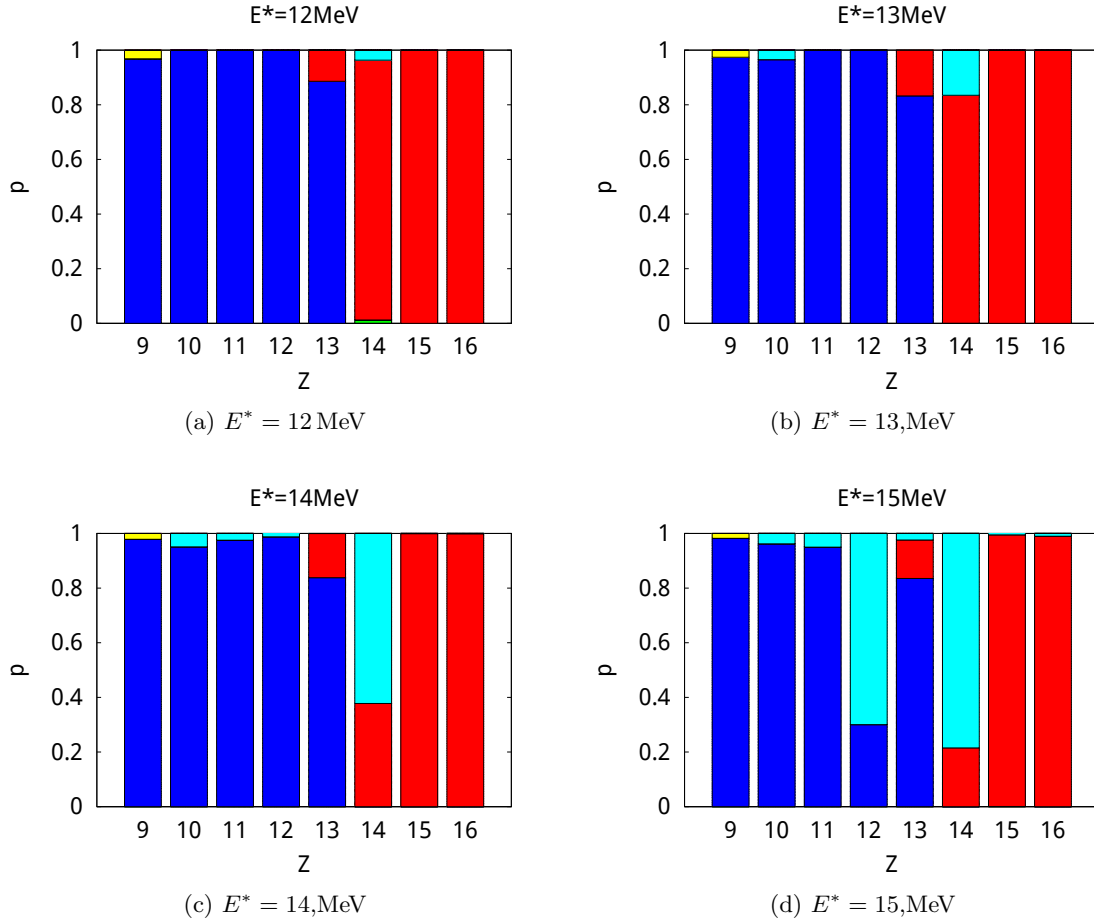 E*=12MeV
1
0.8
0.6
0.4
0.2
0
p
9 10 11 12 13 14 15 16
Z
(a) E* = 12 MeV
E*=13MeV
1
0.8
0.6
0.4
0.2
0
p
9 10 11 12 13 14 15 16
Z
(b) E* = 13,MeV
E*=14MeV
1
0.8
0.6
0.4
0.2
0
p
9 10 11 12 13 14 15 16
Z
(c) E* = 14,MeV
E*=15MeV
1
0.8
0.6
0.4
0.2
0
p
9 10 11 12 13 14 15 16
Z
(d) E* = 15,MeV